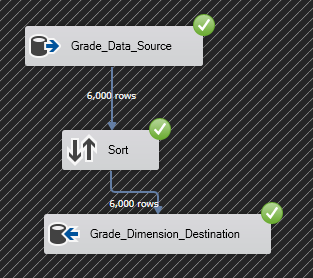 Grade_Data_Source
6,000 rows
Sort
6,000 rows
Grade_Dimension_Destination